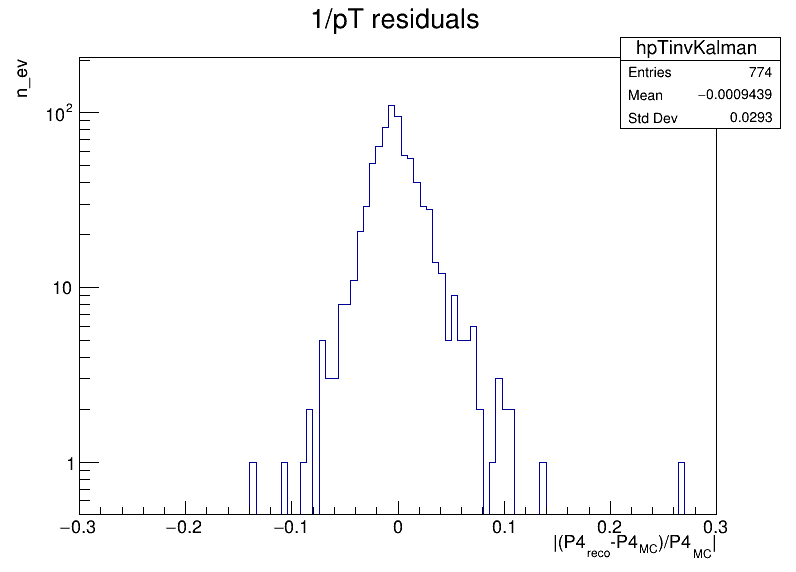 1/pT residuals
hpTinvKalman
Entries 774
Mean −0.0009439
Std Dev 0.0293
n_ev
10²
10
1
−0.3 −0.2 −0.1 0 0.1 0.2 0.3
|(P4reco-P4MC)/P4MC|